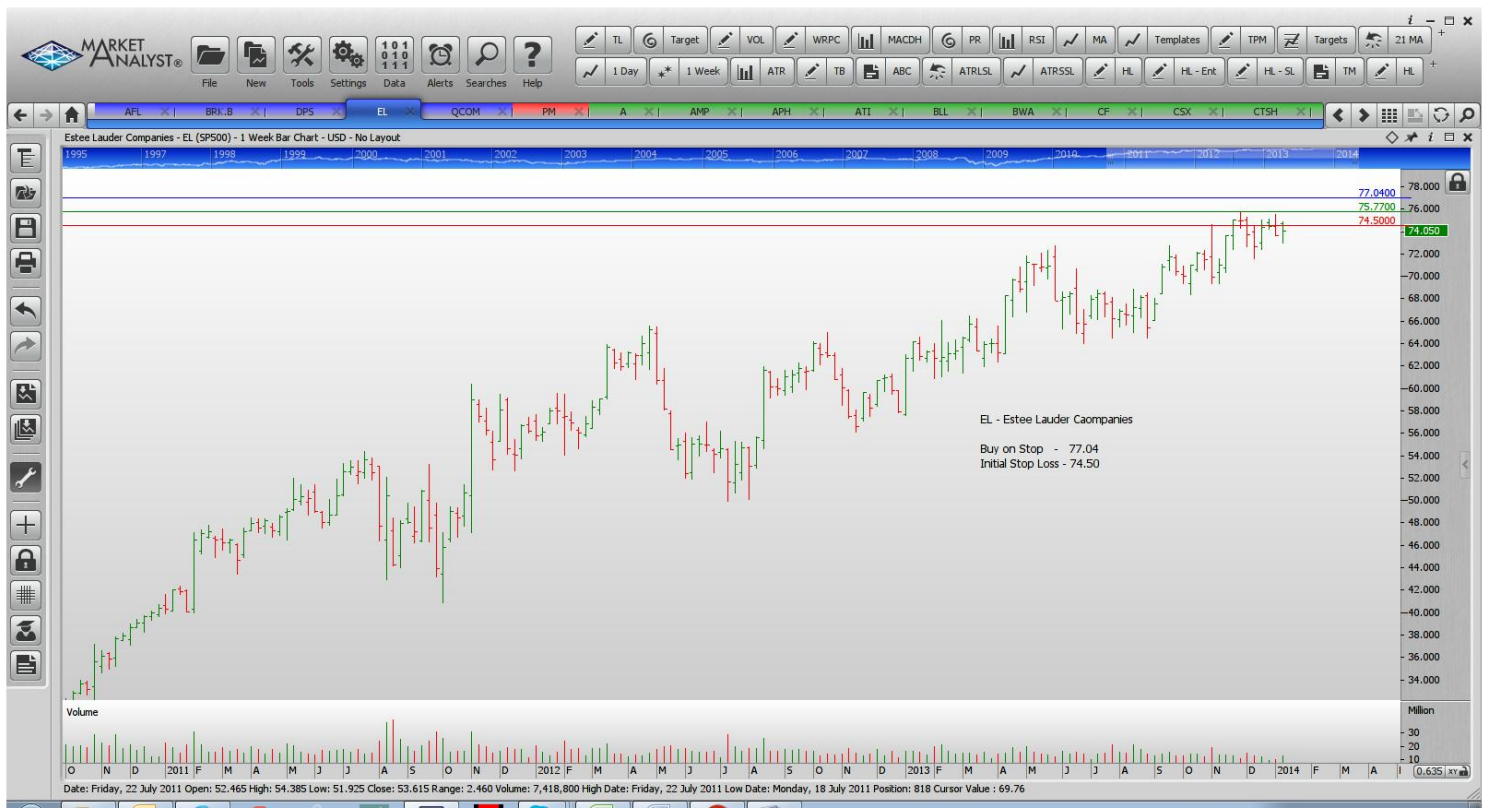 MARKET
ANALYST®
File
New
Tools
Settings
Data
Alerts
Searches
Help
TL
Target
VOL
WRPC
MACDH
PR
RSI
MA
Templates
TPM
Targets
21 MA
1 Day
1 Week
ATR
TB
ABC
ATRLSL
ATRSSL
HL
HL - Ent
HL - SL
TM
HL
AFL
BRK.B
DPS
EL
QCOM
PM
A
AMP
APH
ATI
BLL
BWA
CF
CSX
CTSH
Estee Lauder Companies - EL (SP500) - 1 Week Bar Chart - USD - No Layout
1995 1997 1998 1999 2000 2001 2002 2003 2004 2005 2006 2007 2008 2009 2010 2011 2012 2013 2014
77.0400
75.7700
74.5000
78.000
76.000
74.050
72.000
70.000
68.000
66.000
64.000
62.000
60.000
58.000
56.000
54.000
52.000
50.000
48.000
46.000
44.000
42.000
40.000
38.000
36.000
34.000
EL - Estee Lauder Caompanies
Buy on Stop - 77.04
Initial Stop Loss - 74.50
Volume
Million
30
20
10
O N D 2011 F M A M J J A S O N D 2012 F M A M J J A S O N D 2013 F M A M J J A S O N D 2014 F M A
0.635 XY
Date: Friday, 22 July 2011 Open: 52.465 High: 54.385 Low: 51.925 Close: 53.615 Range: 2.460 Volume: 7,418,800 High Date: Friday, 22 July 2011 Low Date: Monday, 18 July 2011 Position: 818 Cursor Value : 69.76